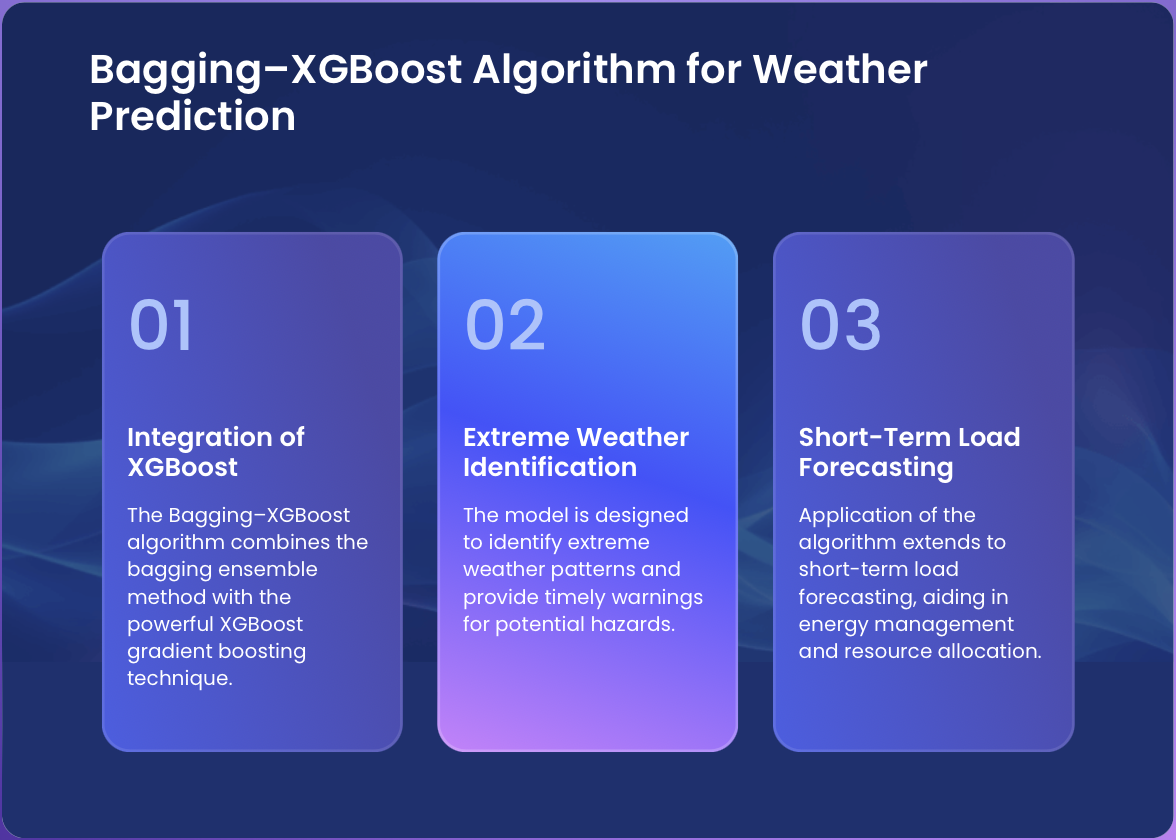 Bagging–XGBoost Algorithm for Weather
Prediction
01
Integration of
XGBoost
The Bagging–XGBoost
algorithm combines the
bagging ensemble
method with the
powerful XGBoost
gradient boosting
technique.
02
Extreme Weather
Identification
The model is designed
to identify extreme
weather patterns and
provide timely warnings
for potential hazards.
03
Short-Term Load
Forecasting
Application of the
algorithm extends to
short-term load
forecasting, aiding in
energy management
and resource allocation.